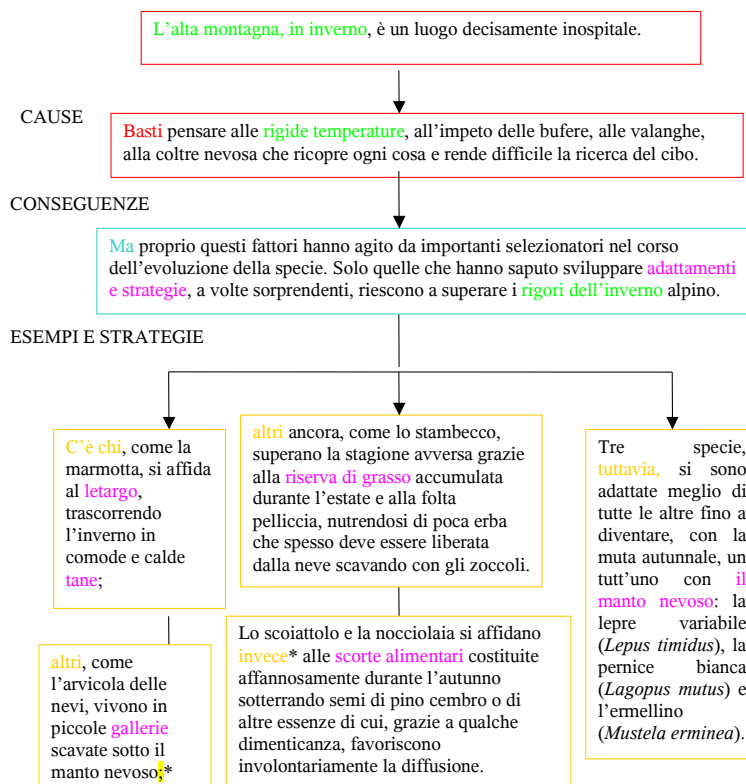 L'alta montagna, in inverno, è un luogo decisamente inospitale.
CAUSE
Basti pensare alle rigide temperature, all'impeto delle bufere, alle valanghe,
alla coltre nevosa che ricopre ogni cosa e rende difficile la ricerca del cibo.
CONSEGUENZE
Ma proprio questi fattori hanno agito da importanti selezionatori nel corso
dell'evoluzione della specie. Solo quelle che hanno saputo sviluppare adattamenti
e strategie, a volte sorprendenti, riescono a superare i rigori dell'inverno alpino.
ESEMPI E STRATEGIE
C'è chi, come la
marmotta, si affida
al letargo,
trascorrendo
l'inverno in
comode e calde
tane;
altri, come
l'arvicola delle
nevi, vivono in
piccole gallerie
scavate sotto il
manto nevoso;*
altri ancora, come lo stambecco,
superano la stagione avversa grazie
alla riserva di grasso accumulata
durante l'estate e alla folta
pelliccia, nutrendosi di poca erba
che spesso deve essere liberata
dalla neve scavando con gli zoccoli.
Lo scoiattolo e la nocciolaia si affidano
invece* alle scorte alimentari costituite
affannosamente durante l'autunno
sotterrando semi di pino cembro o di
altre essenze di cui, grazie a qualche
dimenticanza, favoriscono
involontariamente la diffusione.
Tre specie,
tuttavia, si sono
adattate meglio di
tutte le altre fino a
diventare, con la
muta autunnale, un
tutt'uno con il
manto nevoso: la
lepre variabile
(Lepus timidus), la
pernice bianca
(Lagopus mutus) e
l'ermellino
(Mustela erminea).